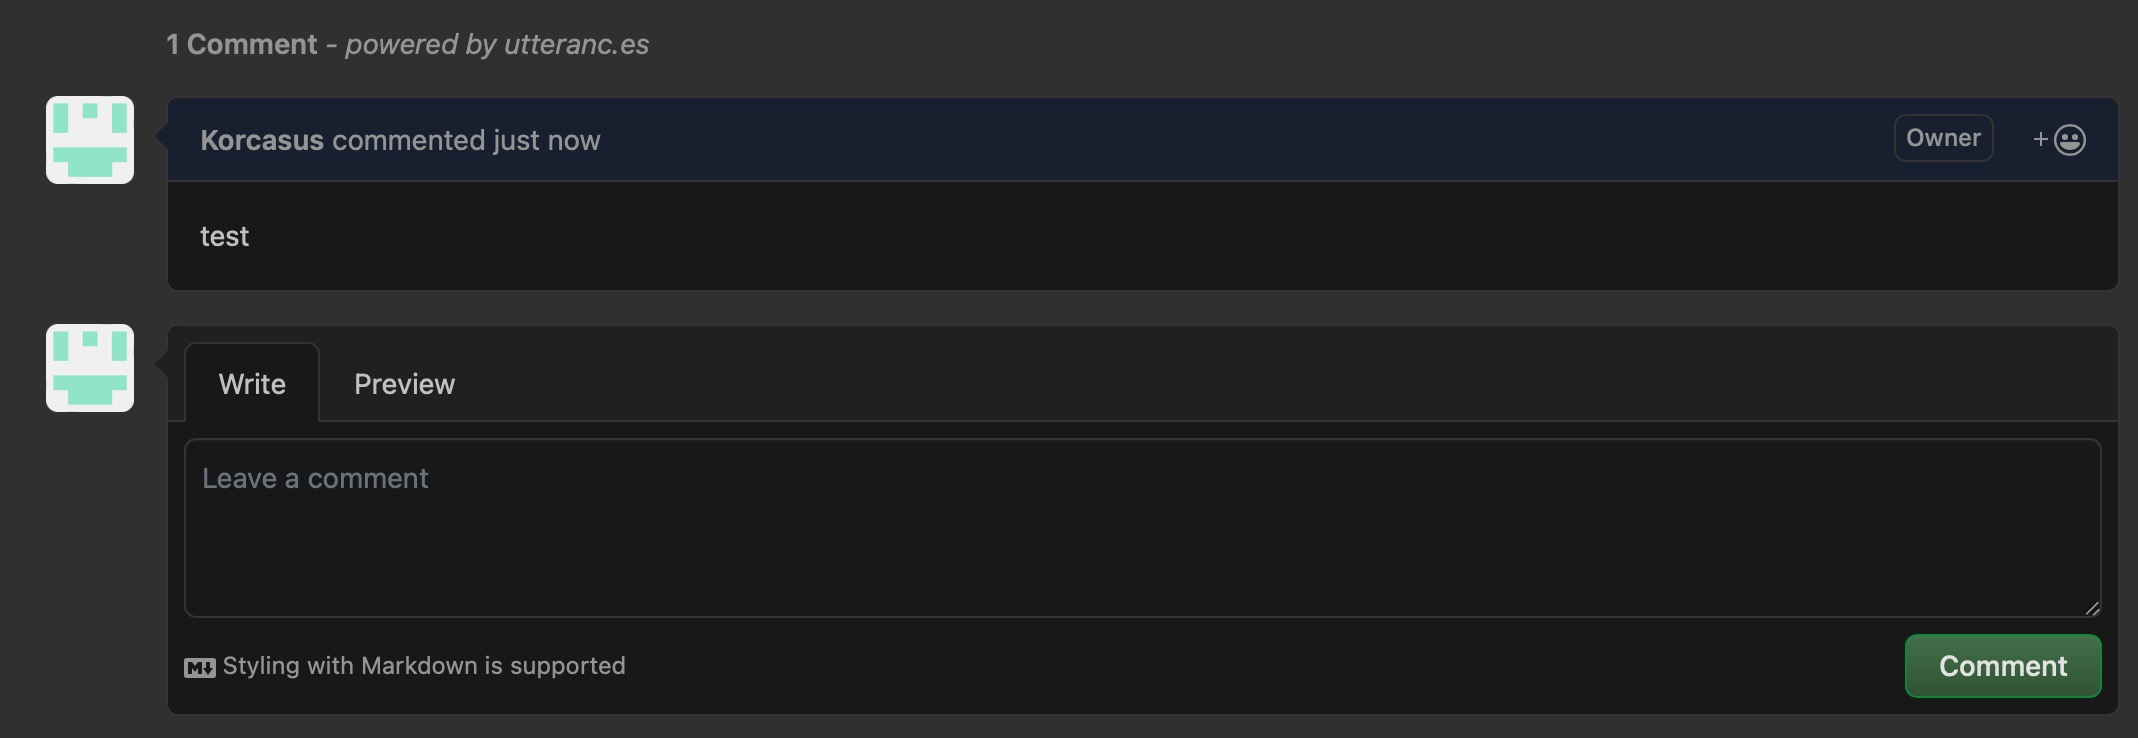 1 Comment - powered by utteranc.es
Korcasus commented just now
Owner
+
test
Write
Preview
Leave a comment
M Styling with Markdown is supported
Comment